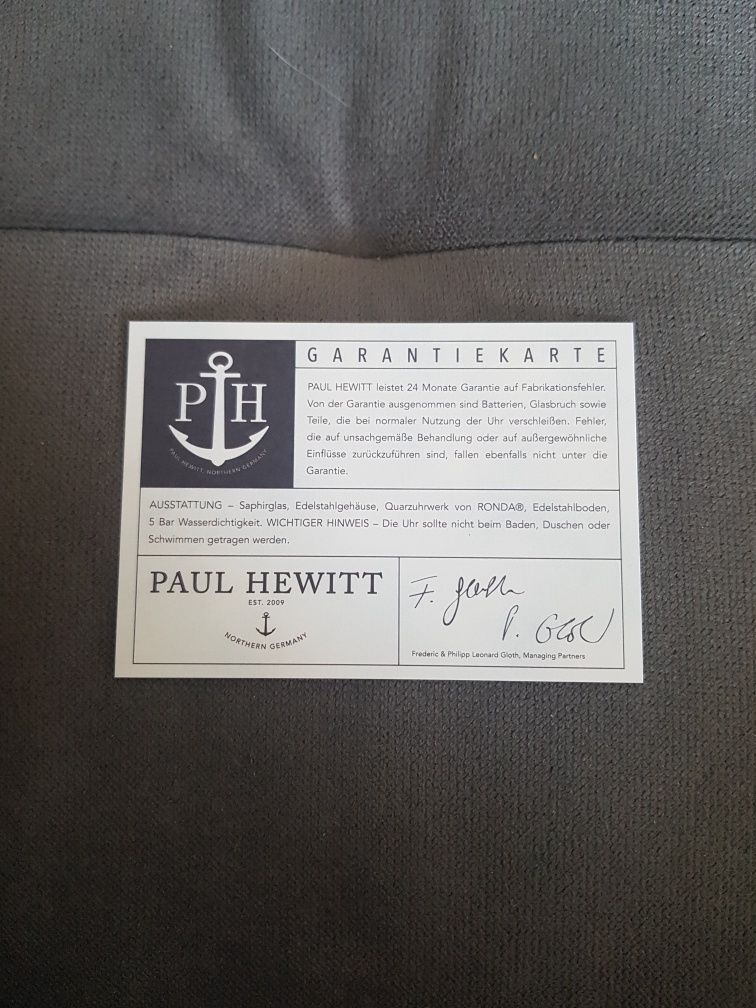 P H
PAUL HEWITT, NORTHERN GERMANY
GARANTIEKARTE
PAUL HEWITT leistet 24 Monate Garantie auf Fabrikationsfehler.
Von der Garantie ausgenommen sind Batterien, Glasbruch sowie
Teile, die bei normaler Nutzung der Uhr verschleißen. Fehler,
die auf unsachgemäße Behandlung oder auf außergewöhnliche
Einflüsse zurückzuführen sind, fallen ebenfalls nicht unter die
Garantie.
AUSSTATTUNG – Saphirglas, Edelstahlgehäuse, Quarzuhrwerk von RONDA®, Edelstahlboden,
5 Bar Wasserdichtigkeit. WICHTIGER HINWEIS – Die Uhr sollte nicht beim Baden, Duschen oder
Schwimmen getragen werden.
PAUL HEWITT
EST. 2009
NORTHERN GERMANY
F. Gloth
P. Gloth
Frederic & Philipp Leonard Gloth, Managing Partners